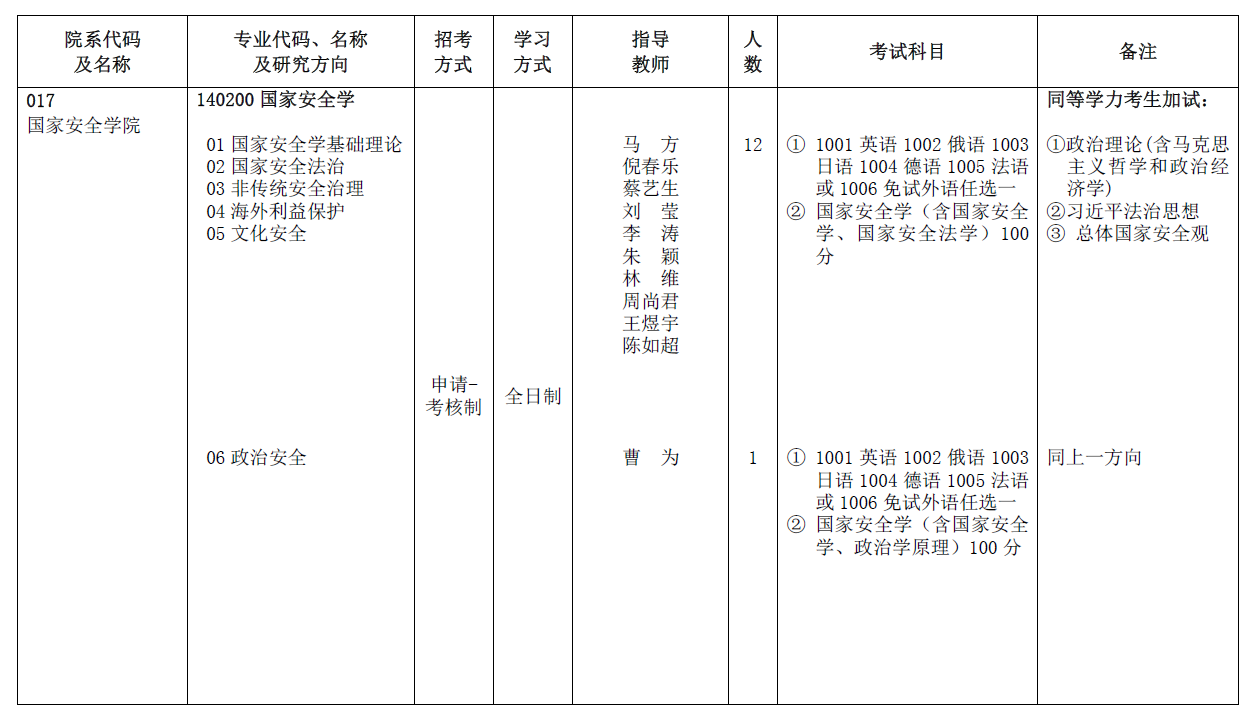 院系代码
及名称
专业代码、名称
及研究方向
招考
方式
学习
方式
指导
教师
人
数
考试科目
备注
017
国家安全学院
140200 国家安全学
01 国家安全学基础理论
02 国家安全法治
03 非传统安全治理
04 海外利益保护
05 文化安全
申请-
考核制
全日制
马　方
倪春乐
蔡艺生
刘　莹
李　涛
朱　颖
林　维
周尚君
王煜宇
陈如超
12
① 1001 英语 1002 俄语 1003
日语 1004 德语 1005 法语
或 1006 免试外语任选一
② 国家安全学（含国家安全
学、国家安全法学）100
分
同等学力考生加试：
①政治理论(含马克思
主义哲学和政治经
济学)
②习近平法治思想
③ 总体国家安全观
06 政治安全
曹　为
1
① 1001 英语 1002 俄语 1003
日语 1004 德语 1005 法语
或 1006 免试外语任选一
② 国家安全学（含国家安全
学、政治学原理）100 分
同上一方向